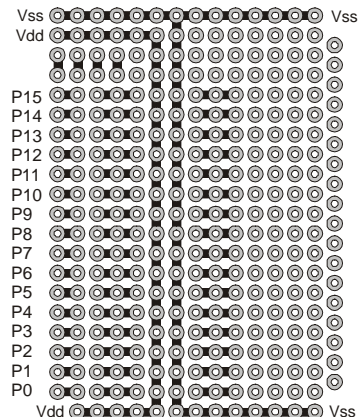 Vss Vss
Vdd
P15
P14
P13
P12
P11
P10
P9
P8
P7
P6
P5
P4
P3
P2
P1
P0
Vdd Vss